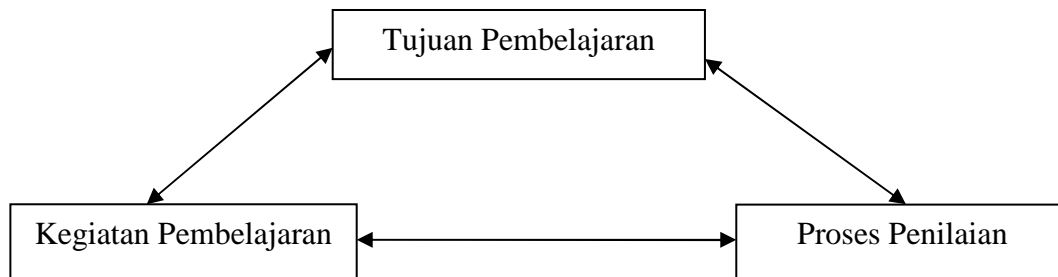 Tujuan Pembelajaran
Kegiatan Pembelajaran
Proses Penilaian